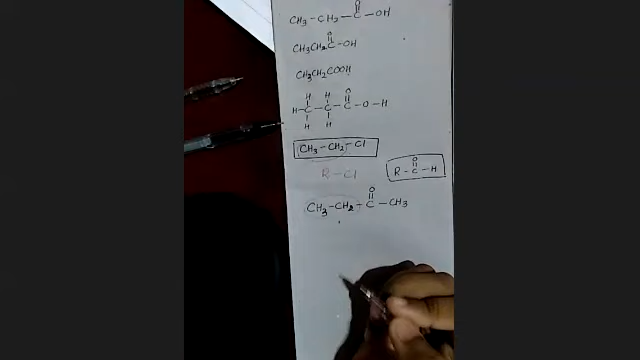 O
CH₃-CH₂-C-OH
O
CH₃CH₂C-OH
CH₃CH₂COOH
H H O
H-C-C-C-O-H
H H
CH₃-CH₂-Cl
R-Cl
O
R-C-H
O
CH₃-CH₂-C-CH₃